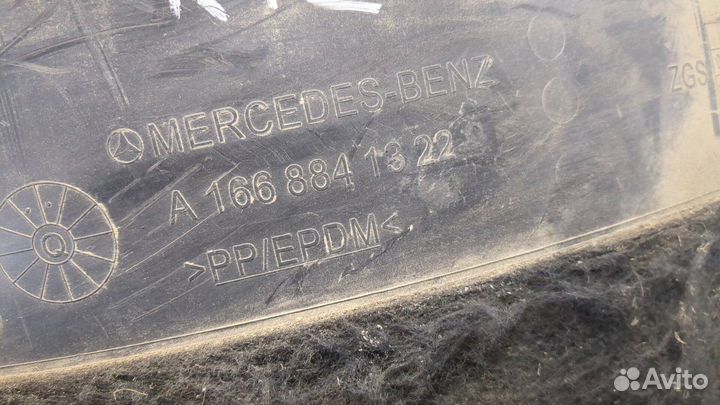 MERCEDES-BENZ
A 166 884 13 22
>PP/EPDM<
Q
ZGS
Avito